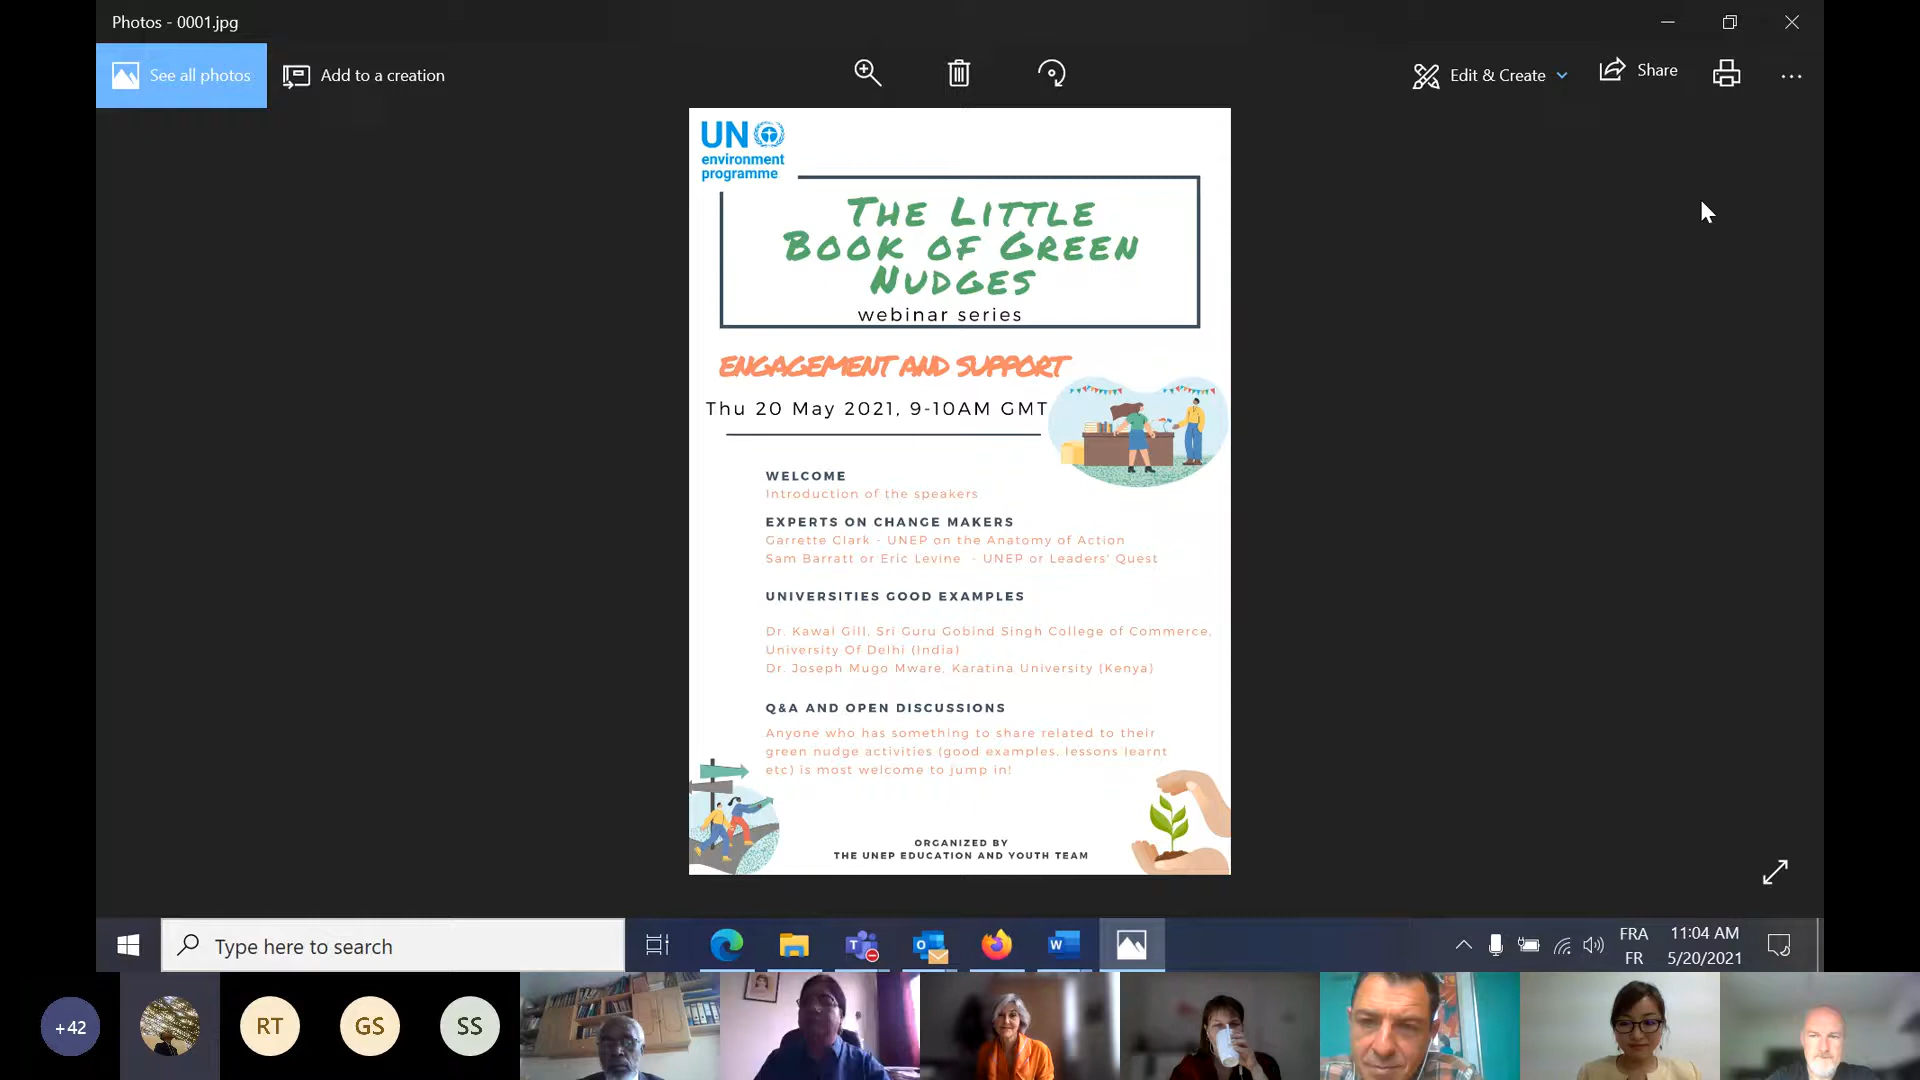 Photos - 0001.jpg
See all photos
Add to a creation
Edit & Create
Share
UN
environment
programme
The Little
Book of Green
Nudges
webinar series
ENGAGEMENT AND SUPPORT
Thu 20 May 2021, 9-10AM GMT
WELCOME
Introduction of the speakers
EXPERTS ON CHANGE MAKERS
Garrette Clark - UNEP on the Anatomy of Action
Sam Barratt or Eric Levine - UNEP or Leaders' Quest
UNIVERSITIES GOOD EXAMPLES
Dr. Kawal Gill, Sri Guru Gobind Singh College of Commerce,
University Of Delhi (India)
Dr. Joseph Mugo Mware, Karatina University (Kenya)
Q&A AND OPEN DISCUSSIONS
Anyone who has something to share related to their
green nudge activities (good examples, lessons learnt
etc) is most welcome to jump in!
ORGANIZED BY
THE UNEP EDUCATION AND YOUTH TEAM
Type here to search
FRA
FR
11:04 AM
5/20/2021
+42
RT
GS
SS